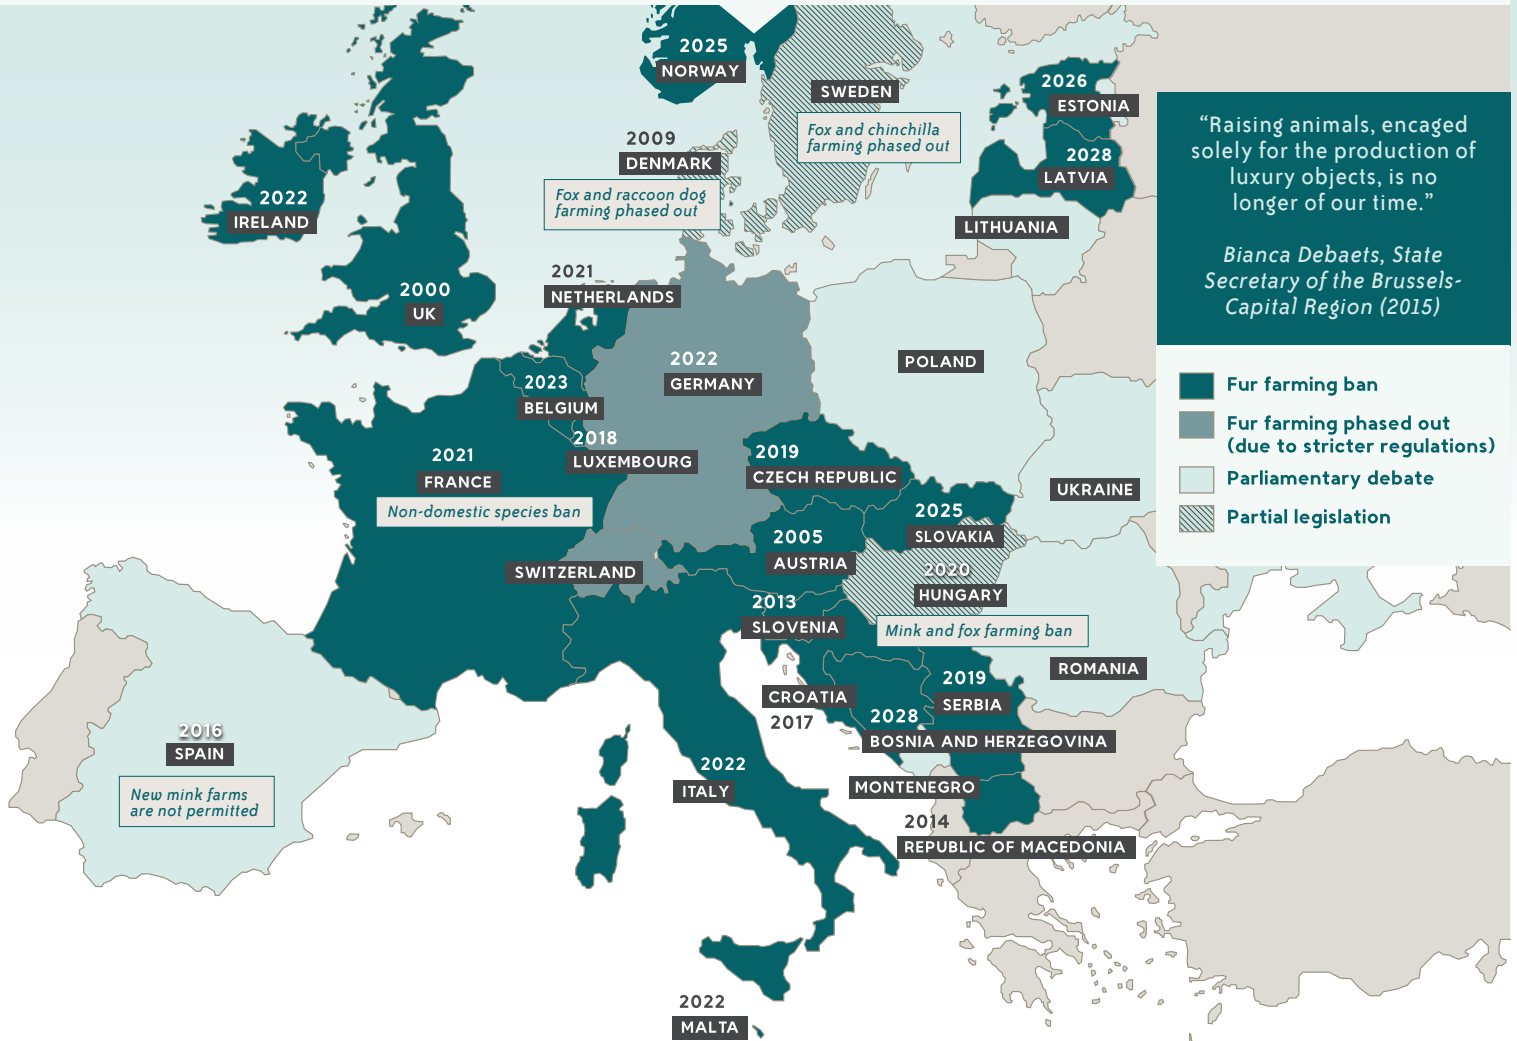 2025
NORWAY
SWEDEN
Fox and chinchilla
farming phased out
2009
DENMARK
Fox and raccoon dog
farming phased out
2026
ESTONIA
2028
LATVIA
LITHUANIA
2022
IRELAND
2000
UK
2021
NETHERLANDS
2022
GERMANY
POLAND
2023
BELGIUM
2018
LUXEMBOURG
2021
FRANCE
Non-domestic species ban
2019
CZECH REPUBLIC
UKRAINE
2025
SLOVAKIA
2005
AUSTRIA
SWITZERLAND
2020
HUNGARY
Mink and fox farming ban
2013
SLOVENIA
ROMANIA
2019
SERBIA
CROATIA
2017
2028
BOSNIA AND HERZEGOVINA
2016
SPAIN
New mink farms
are not permitted
2022
ITALY
MONTENEGRO
2014
REPUBLIC OF MACEDONIA
2022
MALTA
“Raising animals, encaged
solely for the production of
luxury objects, is no
longer of our time.”
Bianca Debaets, State
Secretary of the Brussels-
Capital Region (2015)
Fur farming ban
Fur farming phased out
(due to stricter regulations)
Parliamentary debate
Partial legislation